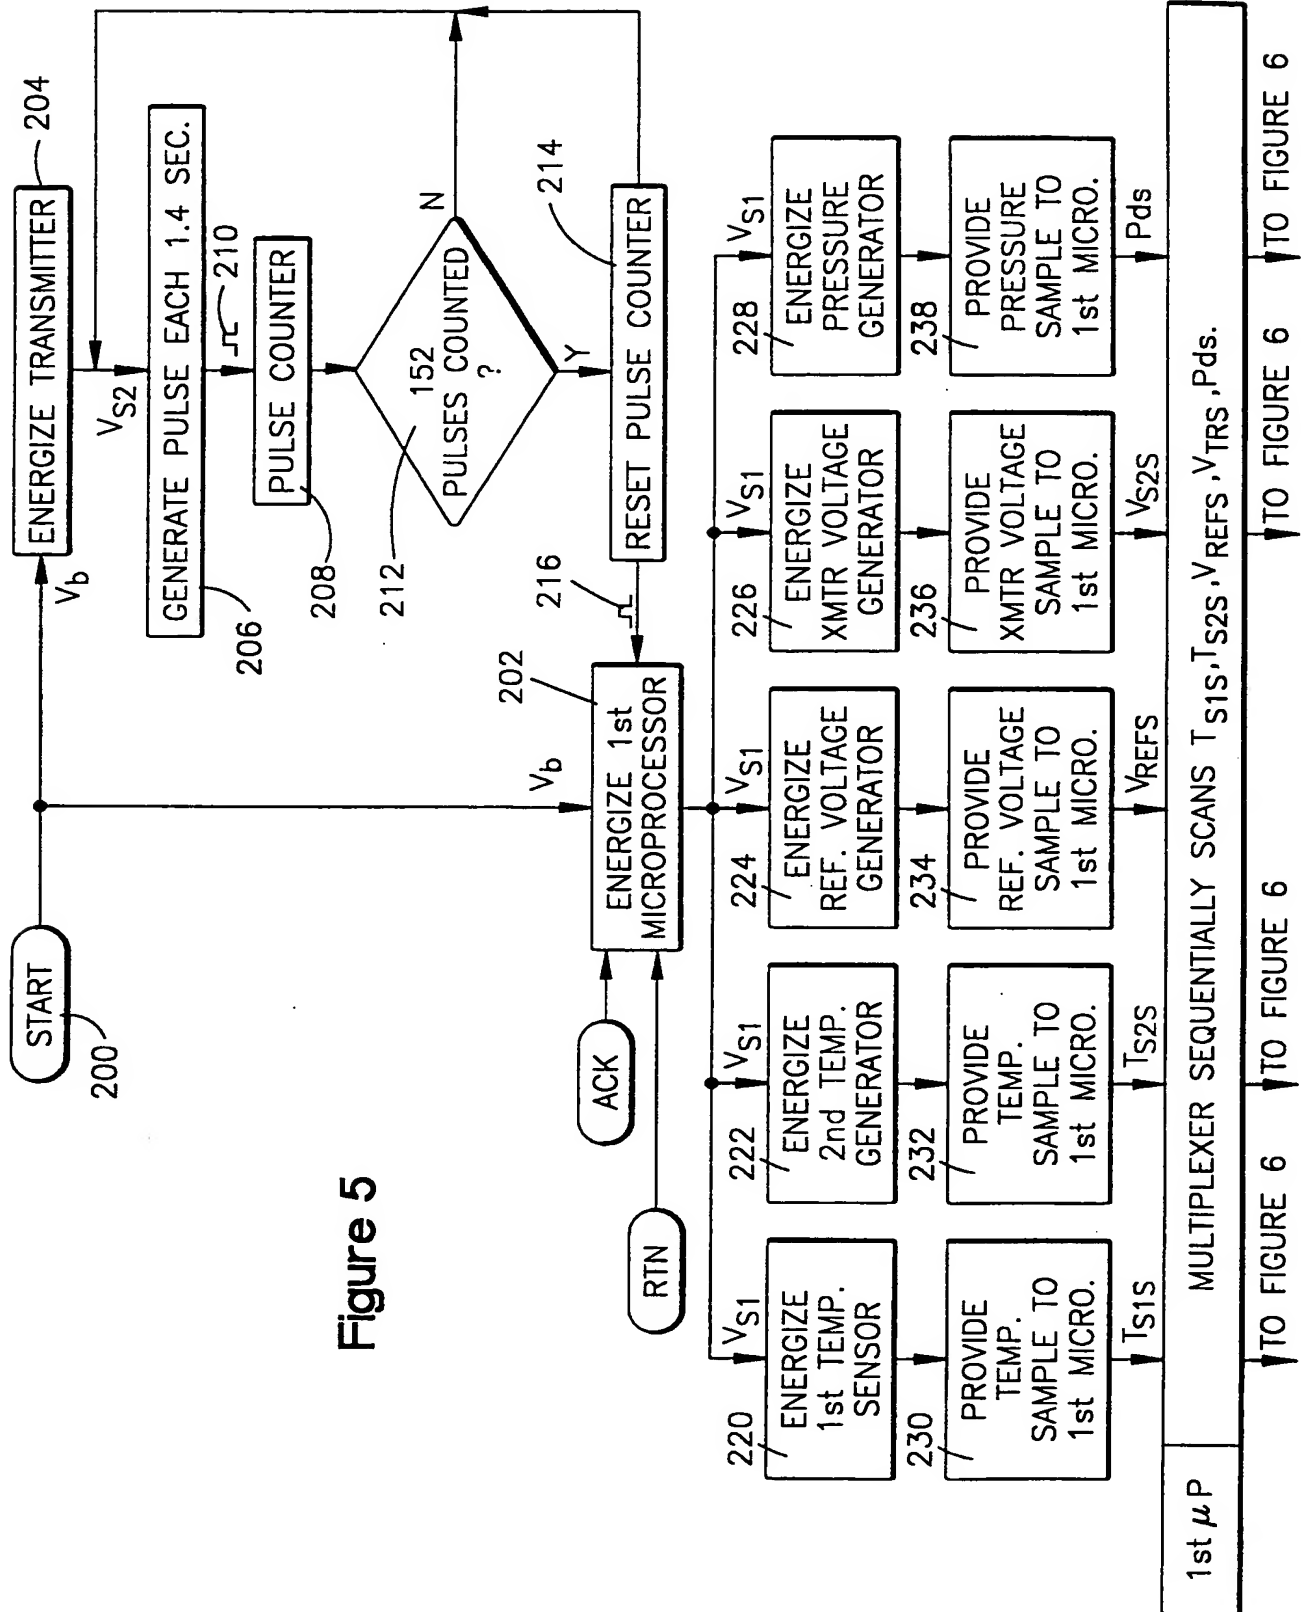 START
200
V_b
ENERGIZE TRANSMITTER
204
V_S2
GENERATE PULSE EACH 1.4 SEC.
206
210
PULSE COUNTER
208
152
PULSES COUNTED
?
212
N
Y
RESET PULSE COUNTER
214
216
V_b
202
ENERGIZE 1st
MICROPROCESSOR
ACK
RTN
Figure 5
V_S1
220
ENERGIZE
1st TEMP.
SENSOR
V_S1
222
ENERGIZE
2nd TEMP.
GENERATOR
V_S1
224
ENERGIZE
REF. VOLTAGE
GENERATOR
V_S1
226
ENERGIZE
XMTR VOLTAGE
GENERATOR
V_S1
228
ENERGIZE
PRESSURE
GENERATOR
230
PROVIDE
TEMP.
SAMPLE TO
1st MICRO.
T_S1S
232
PROVIDE
TEMP.
SAMPLE TO
1st MICRO.
T_S2S
234
PROVIDE
REF. VOLTAGE
SAMPLE TO
1st MICRO.
V_REFS
236
PROVIDE
XMTR VOLTAGE
SAMPLE TO
1st MICRO.
V_S2S
238
PROVIDE
PRESSURE
SAMPLE TO
1st MICRO.
Pds
1st μP
MULTIPLEXER SEQUENTIALLY SCANS T_S1S,T_S2S,V_REFS,V_TRS,Pds.
TO FIGURE 6
TO FIGURE 6
TO FIGURE 6
TO FIGURE 6